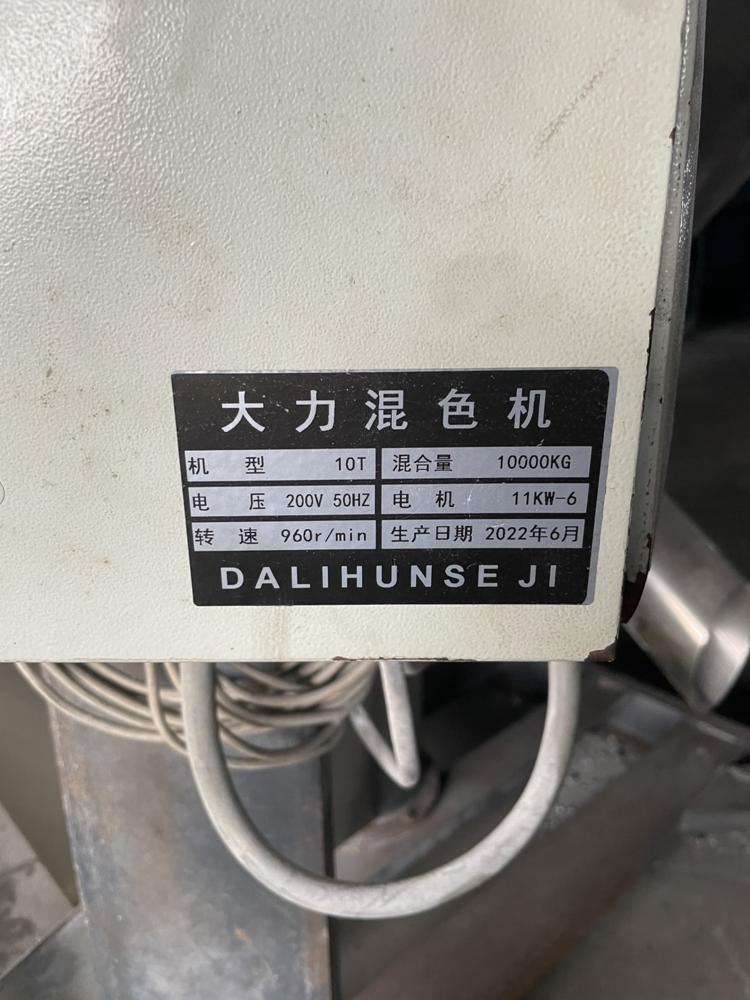 大力混色机
机 型 10T 混合量 10000KG
电 压 200V 50HZ 电 机 11KW-6
转 速 960r/min 生产日期 2022年6月
DALIHUNSE JI